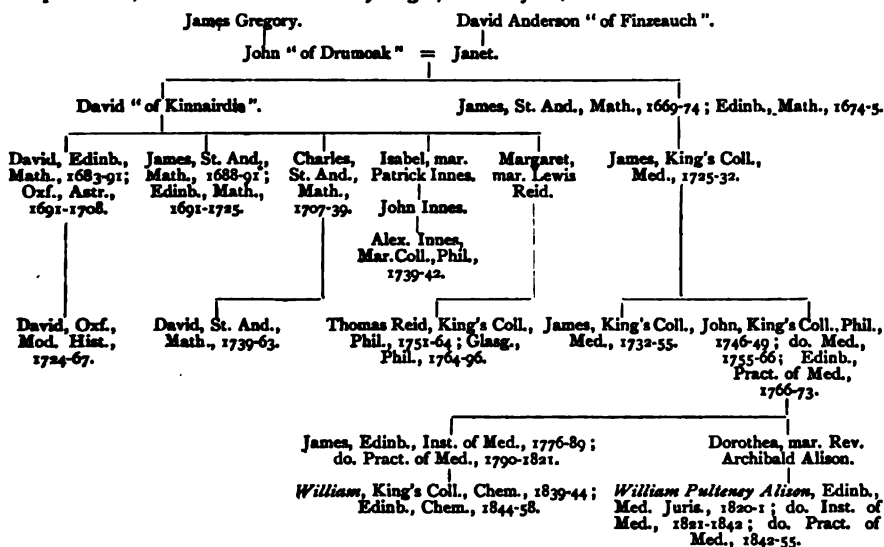 James Gregory. David Anderson "of Finzeauch".
John "of Drumoak" = Janet.
David "of Kinnairdie". James, St. And., Math., 1669-74; Edinb., Math., 1674-5.
David, Edinb., James, St. And., Charles, Isabel, mar. Margaret, James, King's Coll.,
Math., 1683-91; Math., 1688-91; St. And., Patrick Innes. mar. Lewis Med., 1725-32.
Oxf., Astr., Edinb., Math., Math., Reid.
1691-1708. 1691-1725. 1707-39. John Innes.
Alex. Innes,
Mar. Coll., Phil.,
1739-42.
David, Oxf., David, St. And., Thomas Reid, King's Coll., James, King's Coll., John, King's Coll., Phil.,
Mod. Hist., Math., 1739-63. Phil., 1751-64; Glasg., Med., 1732-55. 1746-49; do. Med.,
1724-67. Phil., 1764-96. 1755-66; Edinb.,
Pract. of Med.,
1766-73.
James, Edinb., Inst. of Med., 1776-89; Dorothea, mar. Rev.
do. Pract. of Med., 1790-1821. Archibald Alison.
William, King's Coll., Chem., 1839-44; William Pulteney Alison, Edinb.,
Edinb., Chem., 1844-58. Med. Juris., 1820-1; do. Inst. of
Med., 1821-1842; do. Pract. of
Med., 1842-55.